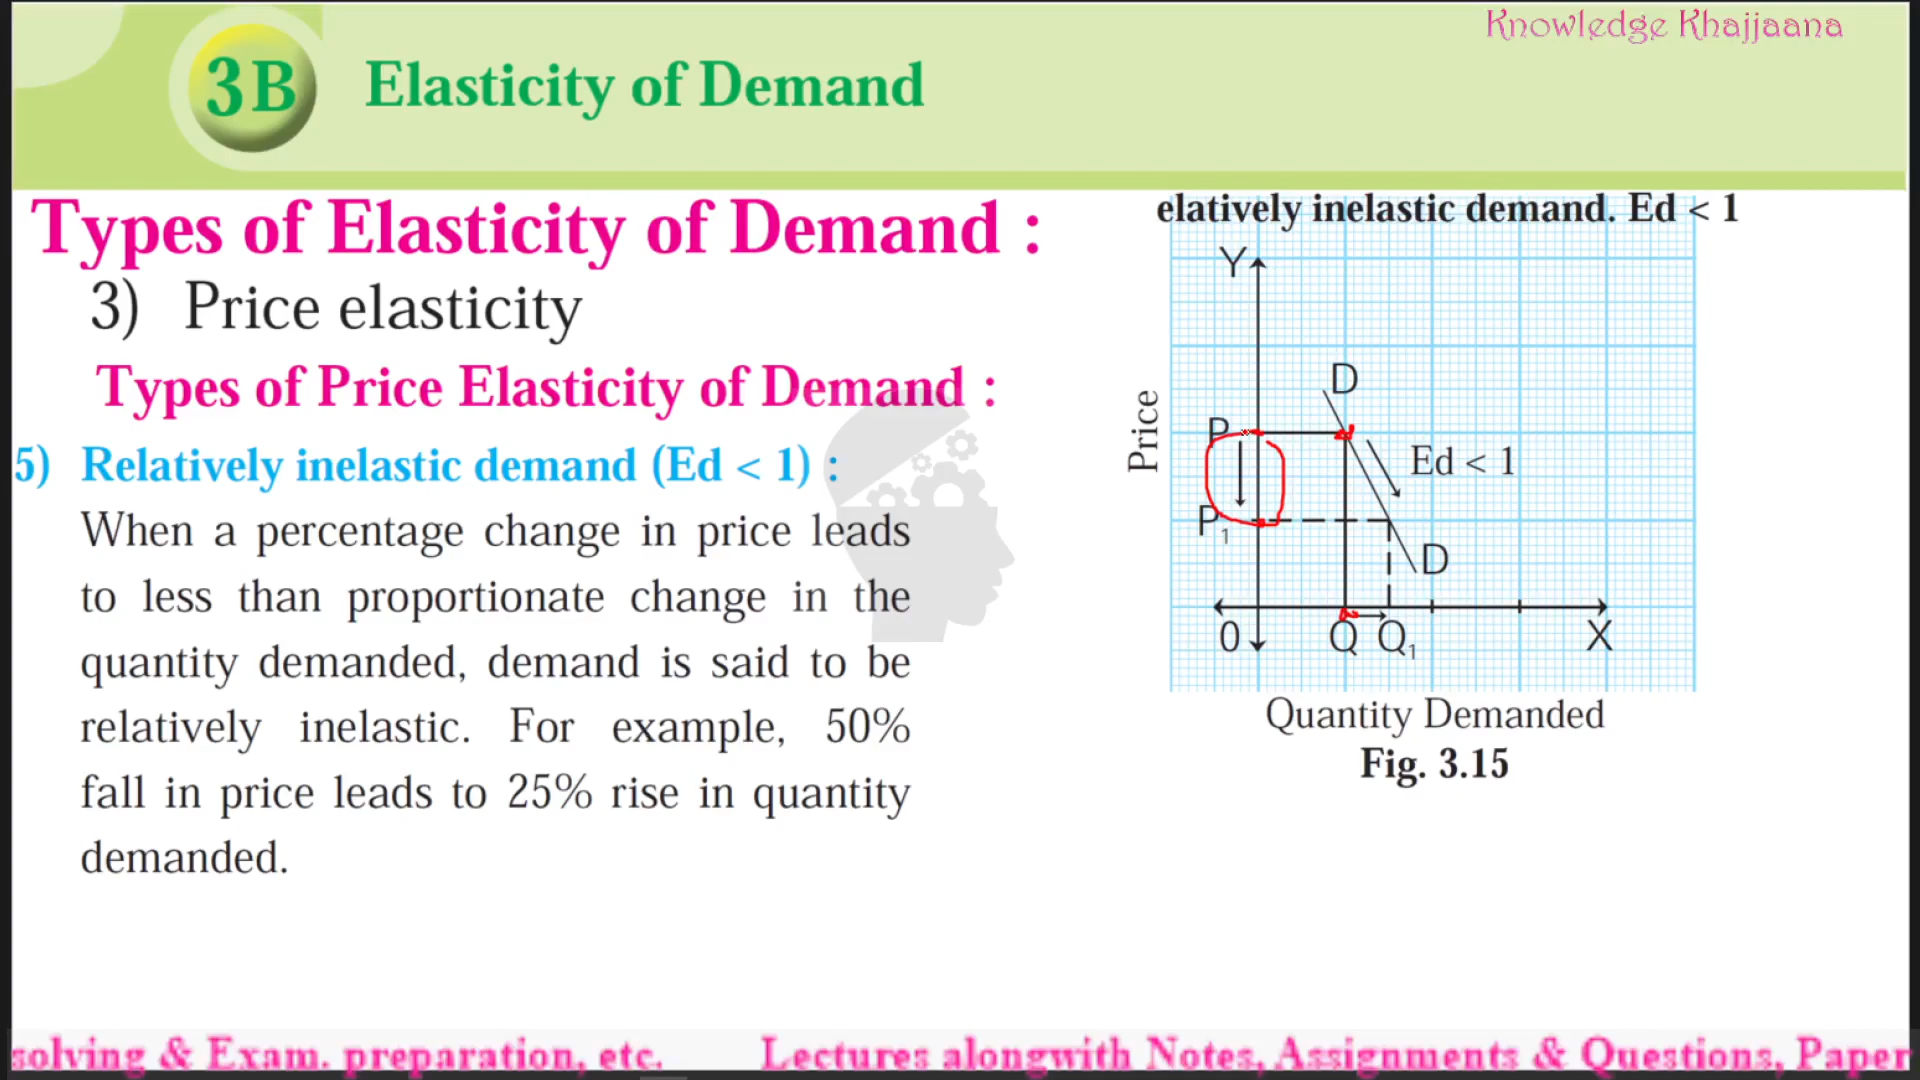 Knowledge Khajjaana
3B Elasticity of Demand
Types of Elasticity of Demand :
3) Price elasticity
Types of Price Elasticity of Demand :
5) Relatively inelastic demand (Ed < 1) :
When a percentage change in price leads
to less than proportionate change in the
quantity demanded, demand is said to be
relatively inelastic. For example, 50%
fall in price leads to 25% rise in quantity
demanded.
elatively inelastic demand. Ed < 1
Y
D
Price
P
Ed < 1
P₁
D
0 Q Q₁ X
Quantity Demanded
Fig. 3.15
solving & Exam. preparation, etc. Lectures alongwith Notes, Assignments & Questions, Paper